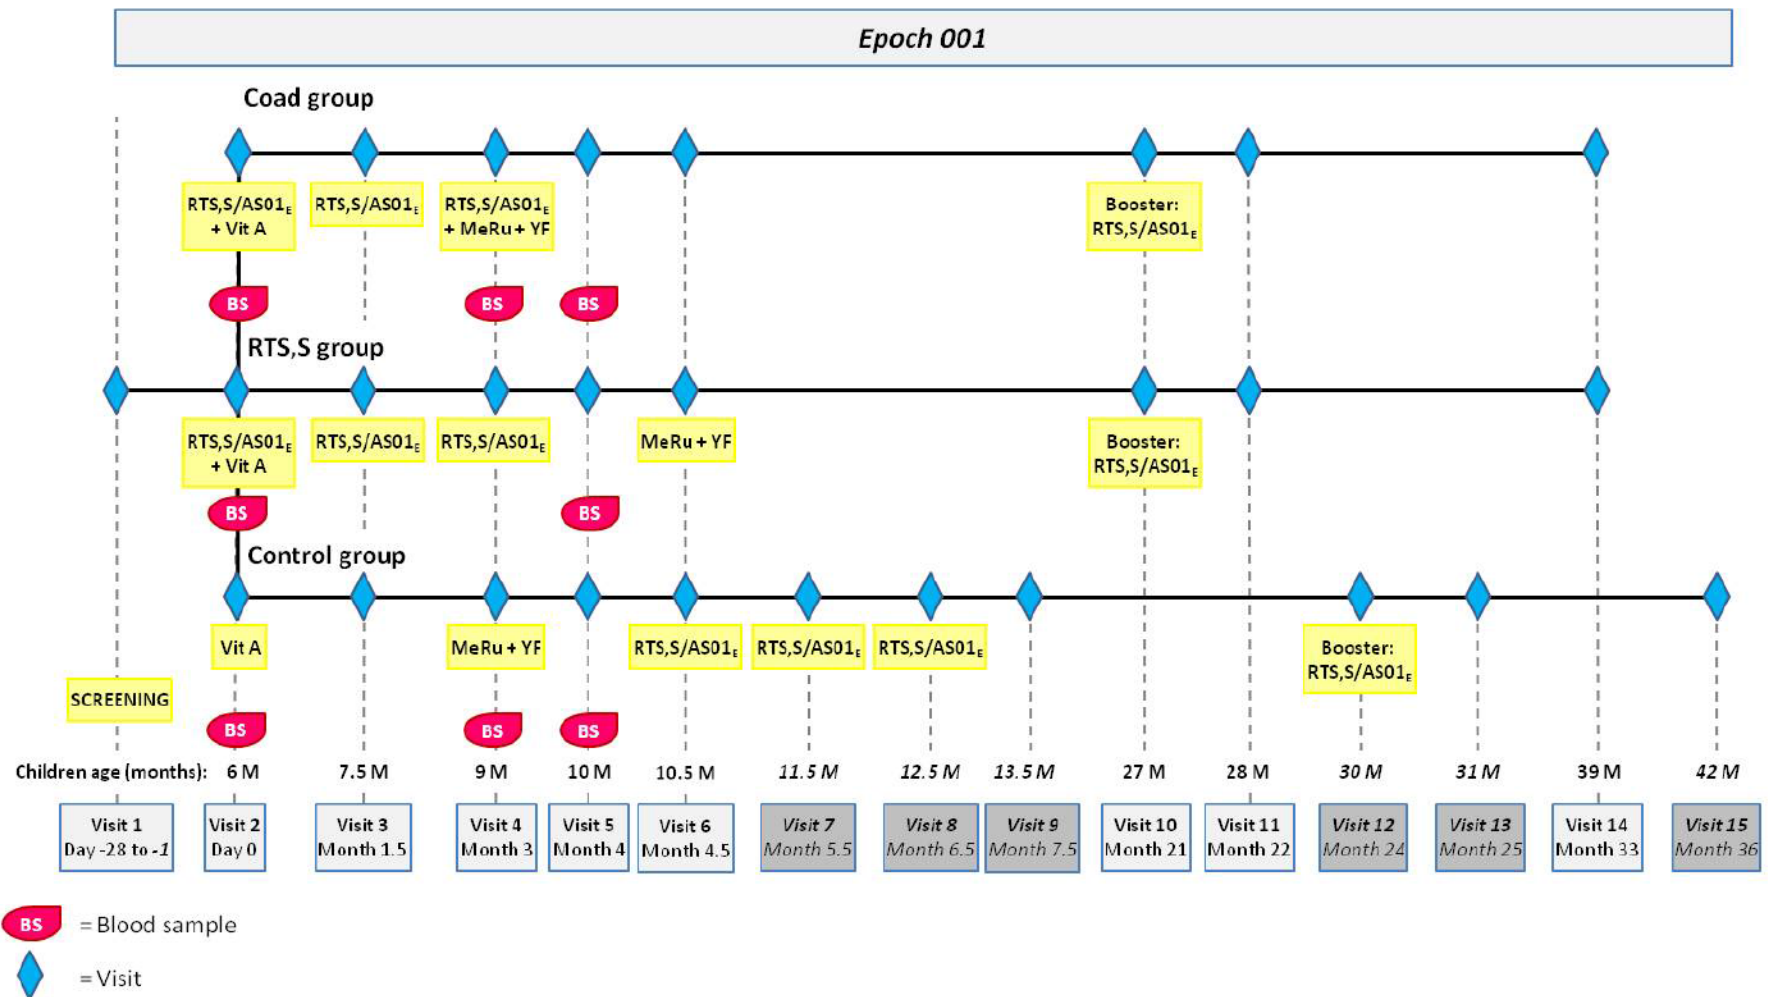 Epoch 001
Coad group
RTS,S/AS01E
+ Vit A
RTS,S/AS01E
RTS,S/AS01E
+ MeRu + YF
Booster:
RTS,S/AS01E
BS
BS
BS
RTS,S group
RTS,S/AS01E
+ Vit A
RTS,S/AS01E
RTS,S/AS01E
MeRu + YF
Booster:
RTS,S/AS01E
BS
BS
Control group
Vit A
MeRu + YF
RTS,S/AS01E
RTS,S/AS01E
RTS,S/AS01E
Booster:
RTS,S/AS01E
SCREENING
BS
BS
BS
Children age (months): 6 M 7.5 M 9 M 10 M 10.5 M 11.5 M 12.5 M 13.5 M 27 M 28 M 30 M 31 M 39 M 42 M
Visit 1
Day -28 to -1
Visit 2
Day 0
Visit 3
Month 1.5
Visit 4
Month 3
Visit 5
Month 4
Visit 6
Month 4.5
Visit 7
Month 5.5
Visit 8
Month 6.5
Visit 9
Month 7.5
Visit 10
Month 21
Visit 11
Month 22
Visit 12
Month 24
Visit 13
Month 25
Visit 14
Month 33
Visit 15
Month 36
BS = Blood sample
= Visit